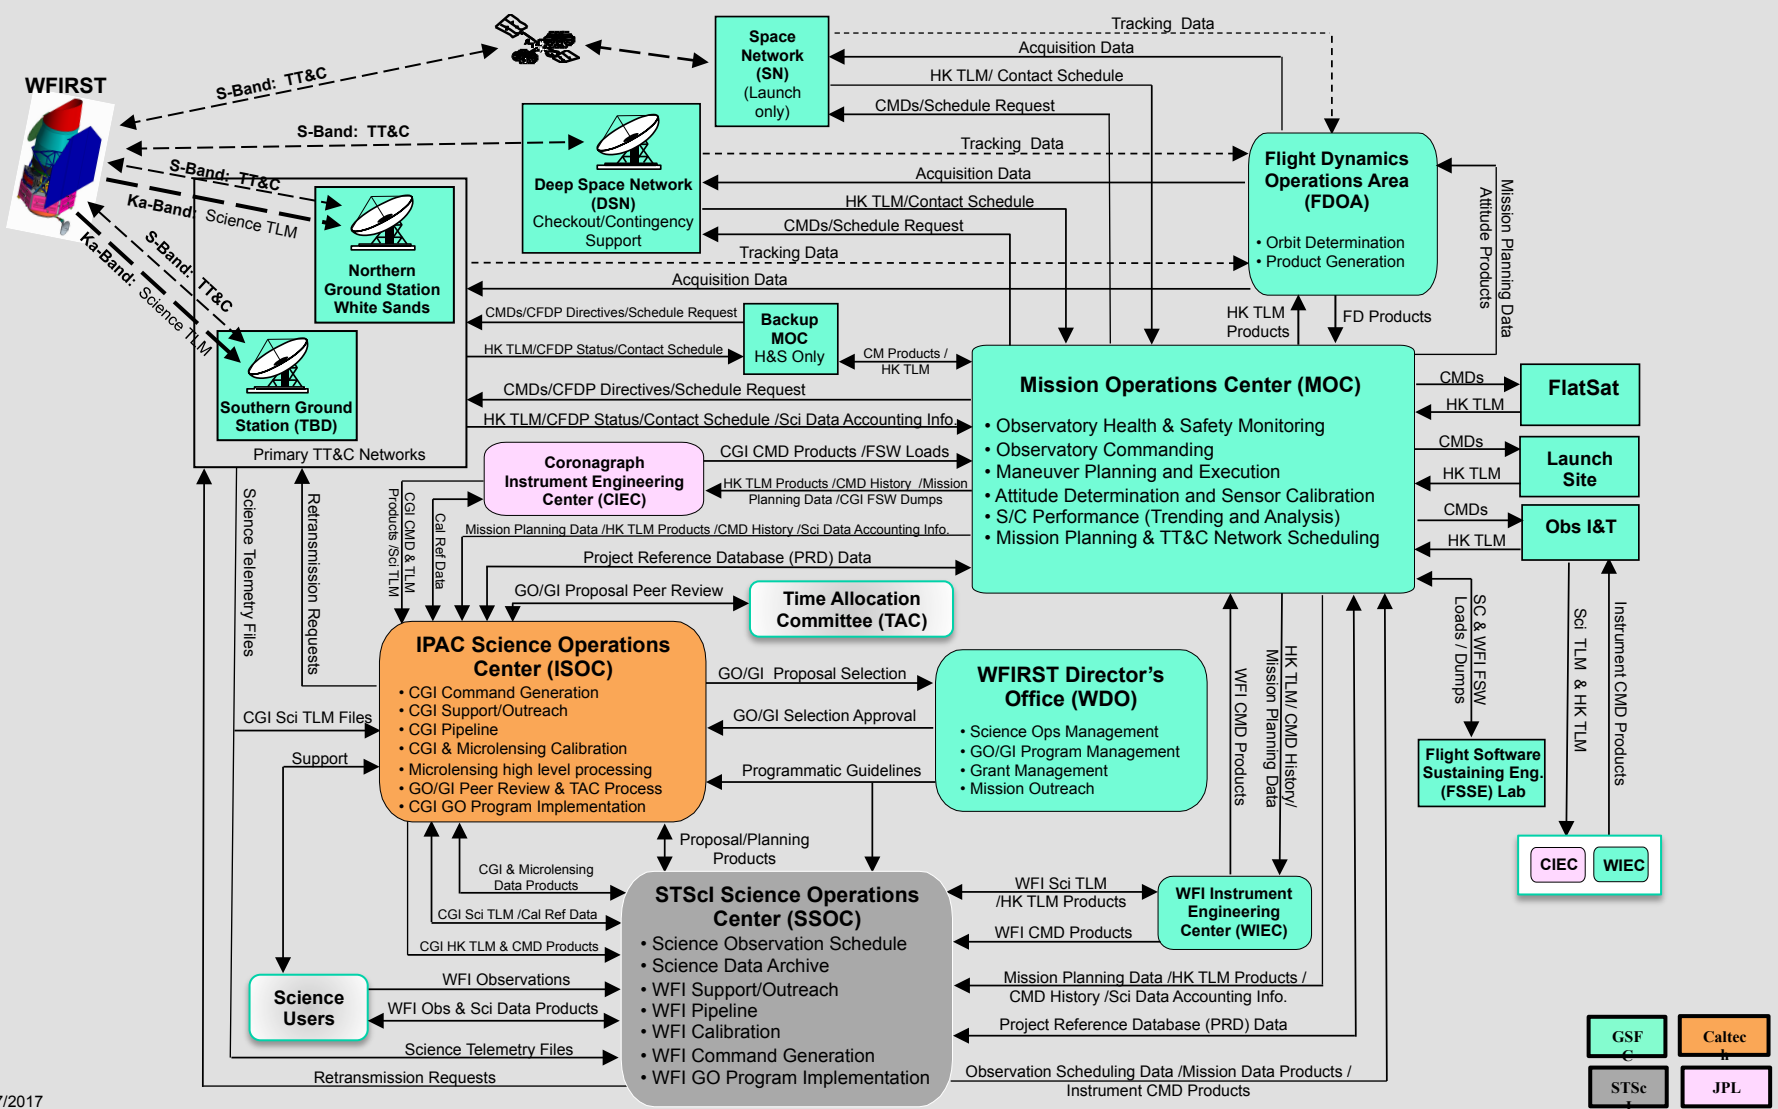 WFIRST
S-Band: TT&C
S-Band: TT&C
S-Band: TT&C
Ka-Band: Science TLM
S-Band: TT&C
Ka-Band: Science TLM
Space
Network
(SN)
(Launch
only)
Tracking Data
Acquisition Data
HK TLM/ Contact Schedule
CMDs/Schedule Request
Deep Space Network
(DSN)
Checkout/Contingency
Support
Tracking Data
Acquisition Data
HK TLM/Contact Schedule
CMDs/Schedule Request
Tracking Data
Acquisition Data
Flight Dynamics
Operations Area
(FDOA)
• Orbit Determination
• Product Generation
Mission Planning Data
Attitude Products
HK TLM
Products
FD Products
Northern
Ground Station
White Sands
Southern Ground
Station (TBD)
Primary TT&C Networks
CMDs/CFDP Directives/Schedule Request
HK TLM/CFDP Status/Contact Schedule
Backup
MOC
H&S Only
CM Products /
HK TLM
CMDs/CFDP Directives/Schedule Request
HK TLM/CFDP Status/Contact Schedule /Sci Data Accounting Info.
Mission Operations Center (MOC)
• Observatory Health & Safety Monitoring
• Observatory Commanding
• Maneuver Planning and Execution
• Attitude Determination and Sensor Calibration
• S/C Performance (Trending and Analysis)
• Mission Planning & TT&C Network Scheduling
CMDs
HK TLM
FlatSat
CMDs
HK TLM
Launch
Site
CMDs
HK TLM
Obs I&T
Coronagraph
Instrument Engineering
Center (CIEC)
CGI CMD Products /FSW Loads
HK TLM Products /CMD History /Mission
Planning Data /CGI FSW Dumps
Mission Planning Data /HK TLM Products /CMD History /Sci Data Accounting Info.
Project Reference Database (PRD) Data
GO/GI Proposal Peer Review
Time Allocation
Committee (TAC)
Science Telemetry Files
Retransmission Requests
CGI CMD & TLM
Products /Sci TLM
Cal Ref Data
IPAC Science Operations
Center (ISOC)
• CGI Command Generation
• CGI Support/Outreach
• CGI Pipeline
• CGI & Microlensing Calibration
• Microlensing high level processing
• GO/GI Peer Review & TAC Process
• CGI GO Program Implementation
CGI Sci TLM Files
Support
GO/GI Proposal Selection
GO/GI Selection Approval
Programmatic Guidelines
WFIRST Director's
Office (WDO)
• Science Ops Management
• GO/GI Program Management
• Grant Management
• Mission Outreach
WFI CMD Products
HK TLM/ CMD History/
Mission Planning Data
SC & WFI FSW
Loads / Dumps
Sci TLM & HK TLM
Instrument CMD Products
Flight Software
Sustaining Eng.
(FSSE) Lab
CIEC
WIEC
Proposal/Planning
Products
CGI & Microlensing
Data Products
CGI Sci TLM /Cal Ref Data
CGI HK TLM & CMD Products
STScI Science Operations
Center (SSOC)
• Science Observation Schedule
• Science Data Archive
• WFI Support/Outreach
• WFI Pipeline
• WFI Calibration
• WFI Command Generation
• WFI GO Program Implementation
WFI Sci TLM
/HK TLM Products
WFI CMD Products
WFI Instrument
Engineering
Center (WIEC)
Science
Users
WFI Observations
WFI Obs & Sci Data Products
Science Telemetry Files
Retransmission Requests
Mission Planning Data /HK TLM Products /
CMD History /Sci Data Accounting Info.
Project Reference Database (PRD) Data
Observation Scheduling Data /Mission Data Products /
Instrument CMD Products
GSF
C
Caltec
h
STSc
I
JPL
7/2017